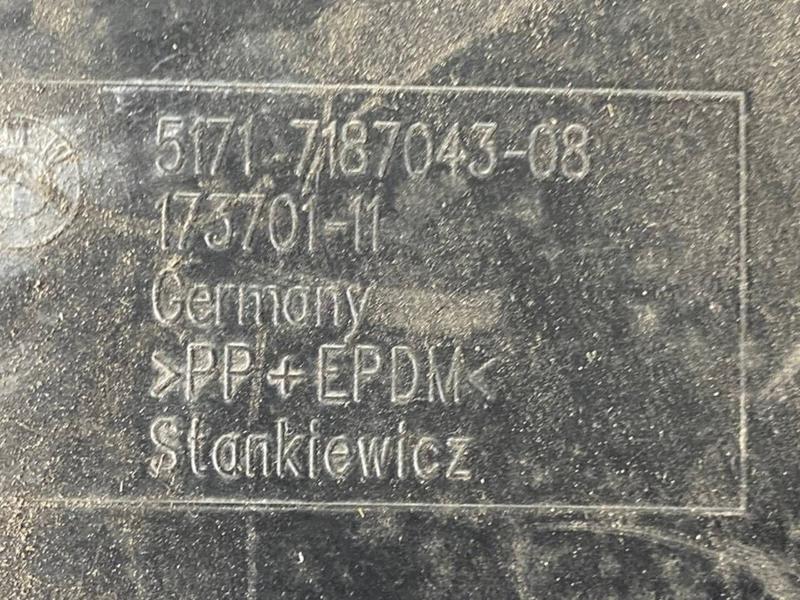 5171 7187043-08
173701-11
Germany
>PP+EPDM<
Stankiewicz